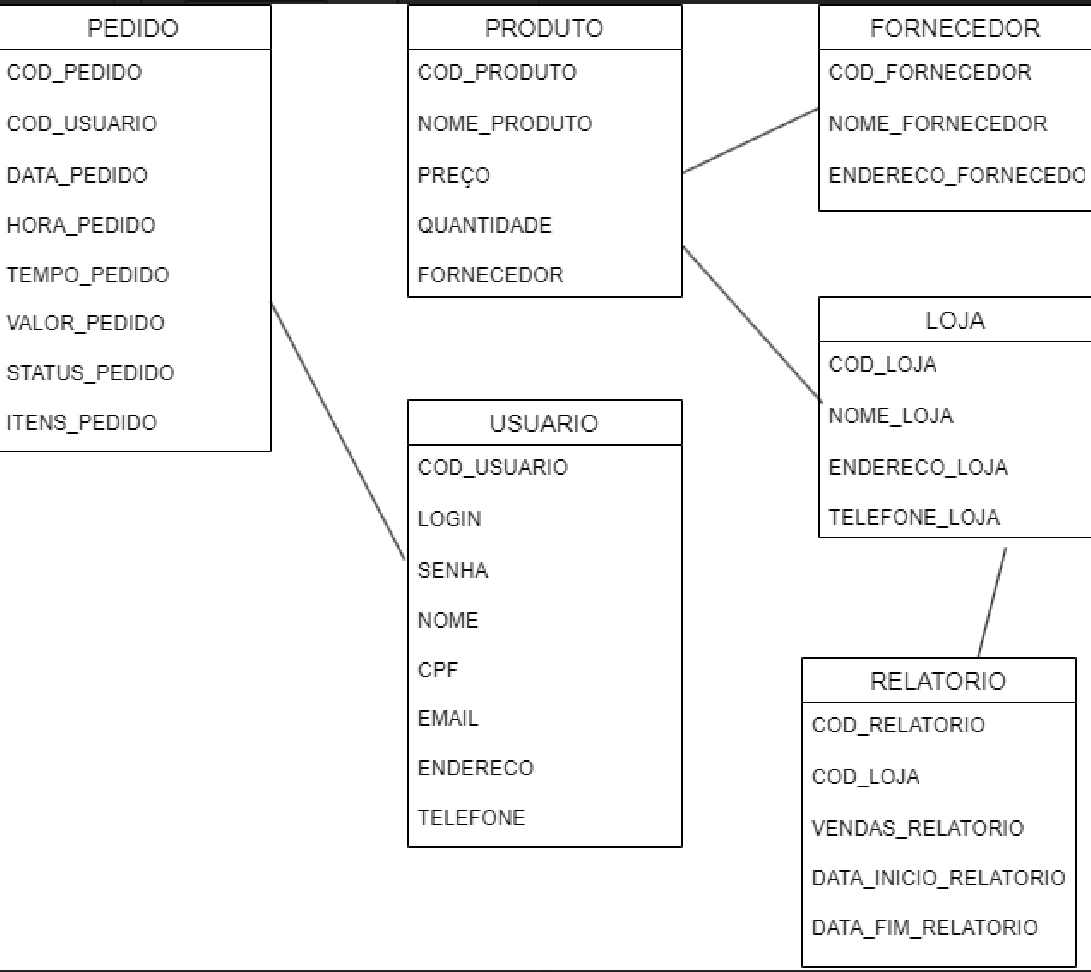 PEDIDO
COD_PEDIDO
COD_USUARIO
DATA_PEDIDO
HORA_PEDIDO
TEMPO_PEDIDO
VALOR_PEDIDO
STATUS_PEDIDO
ITENS_PEDIDO
PRODUTO
COD_PRODUTO
NOME_PRODUTO
PREÇO
QUANTIDADE
FORNECEDOR
FORNECEDOR
COD_FORNECEDOR
NOME_FORNECEDOR
ENDERECO_FORNECEDO
USUARIO
COD_USUARIO
LOGIN
SENHA
NOME
CPF
EMAIL
ENDERECO
TELEFONE
LOJA
COD_LOJA
NOME_LOJA
ENDERECO_LOJA
TELEFONE_LOJA
RELATORIO
COD_RELATORIO
COD_LOJA
VENDAS_RELATORIO
DATA_INICIO_RELATORIO
DATA_FIM_RELATORIO